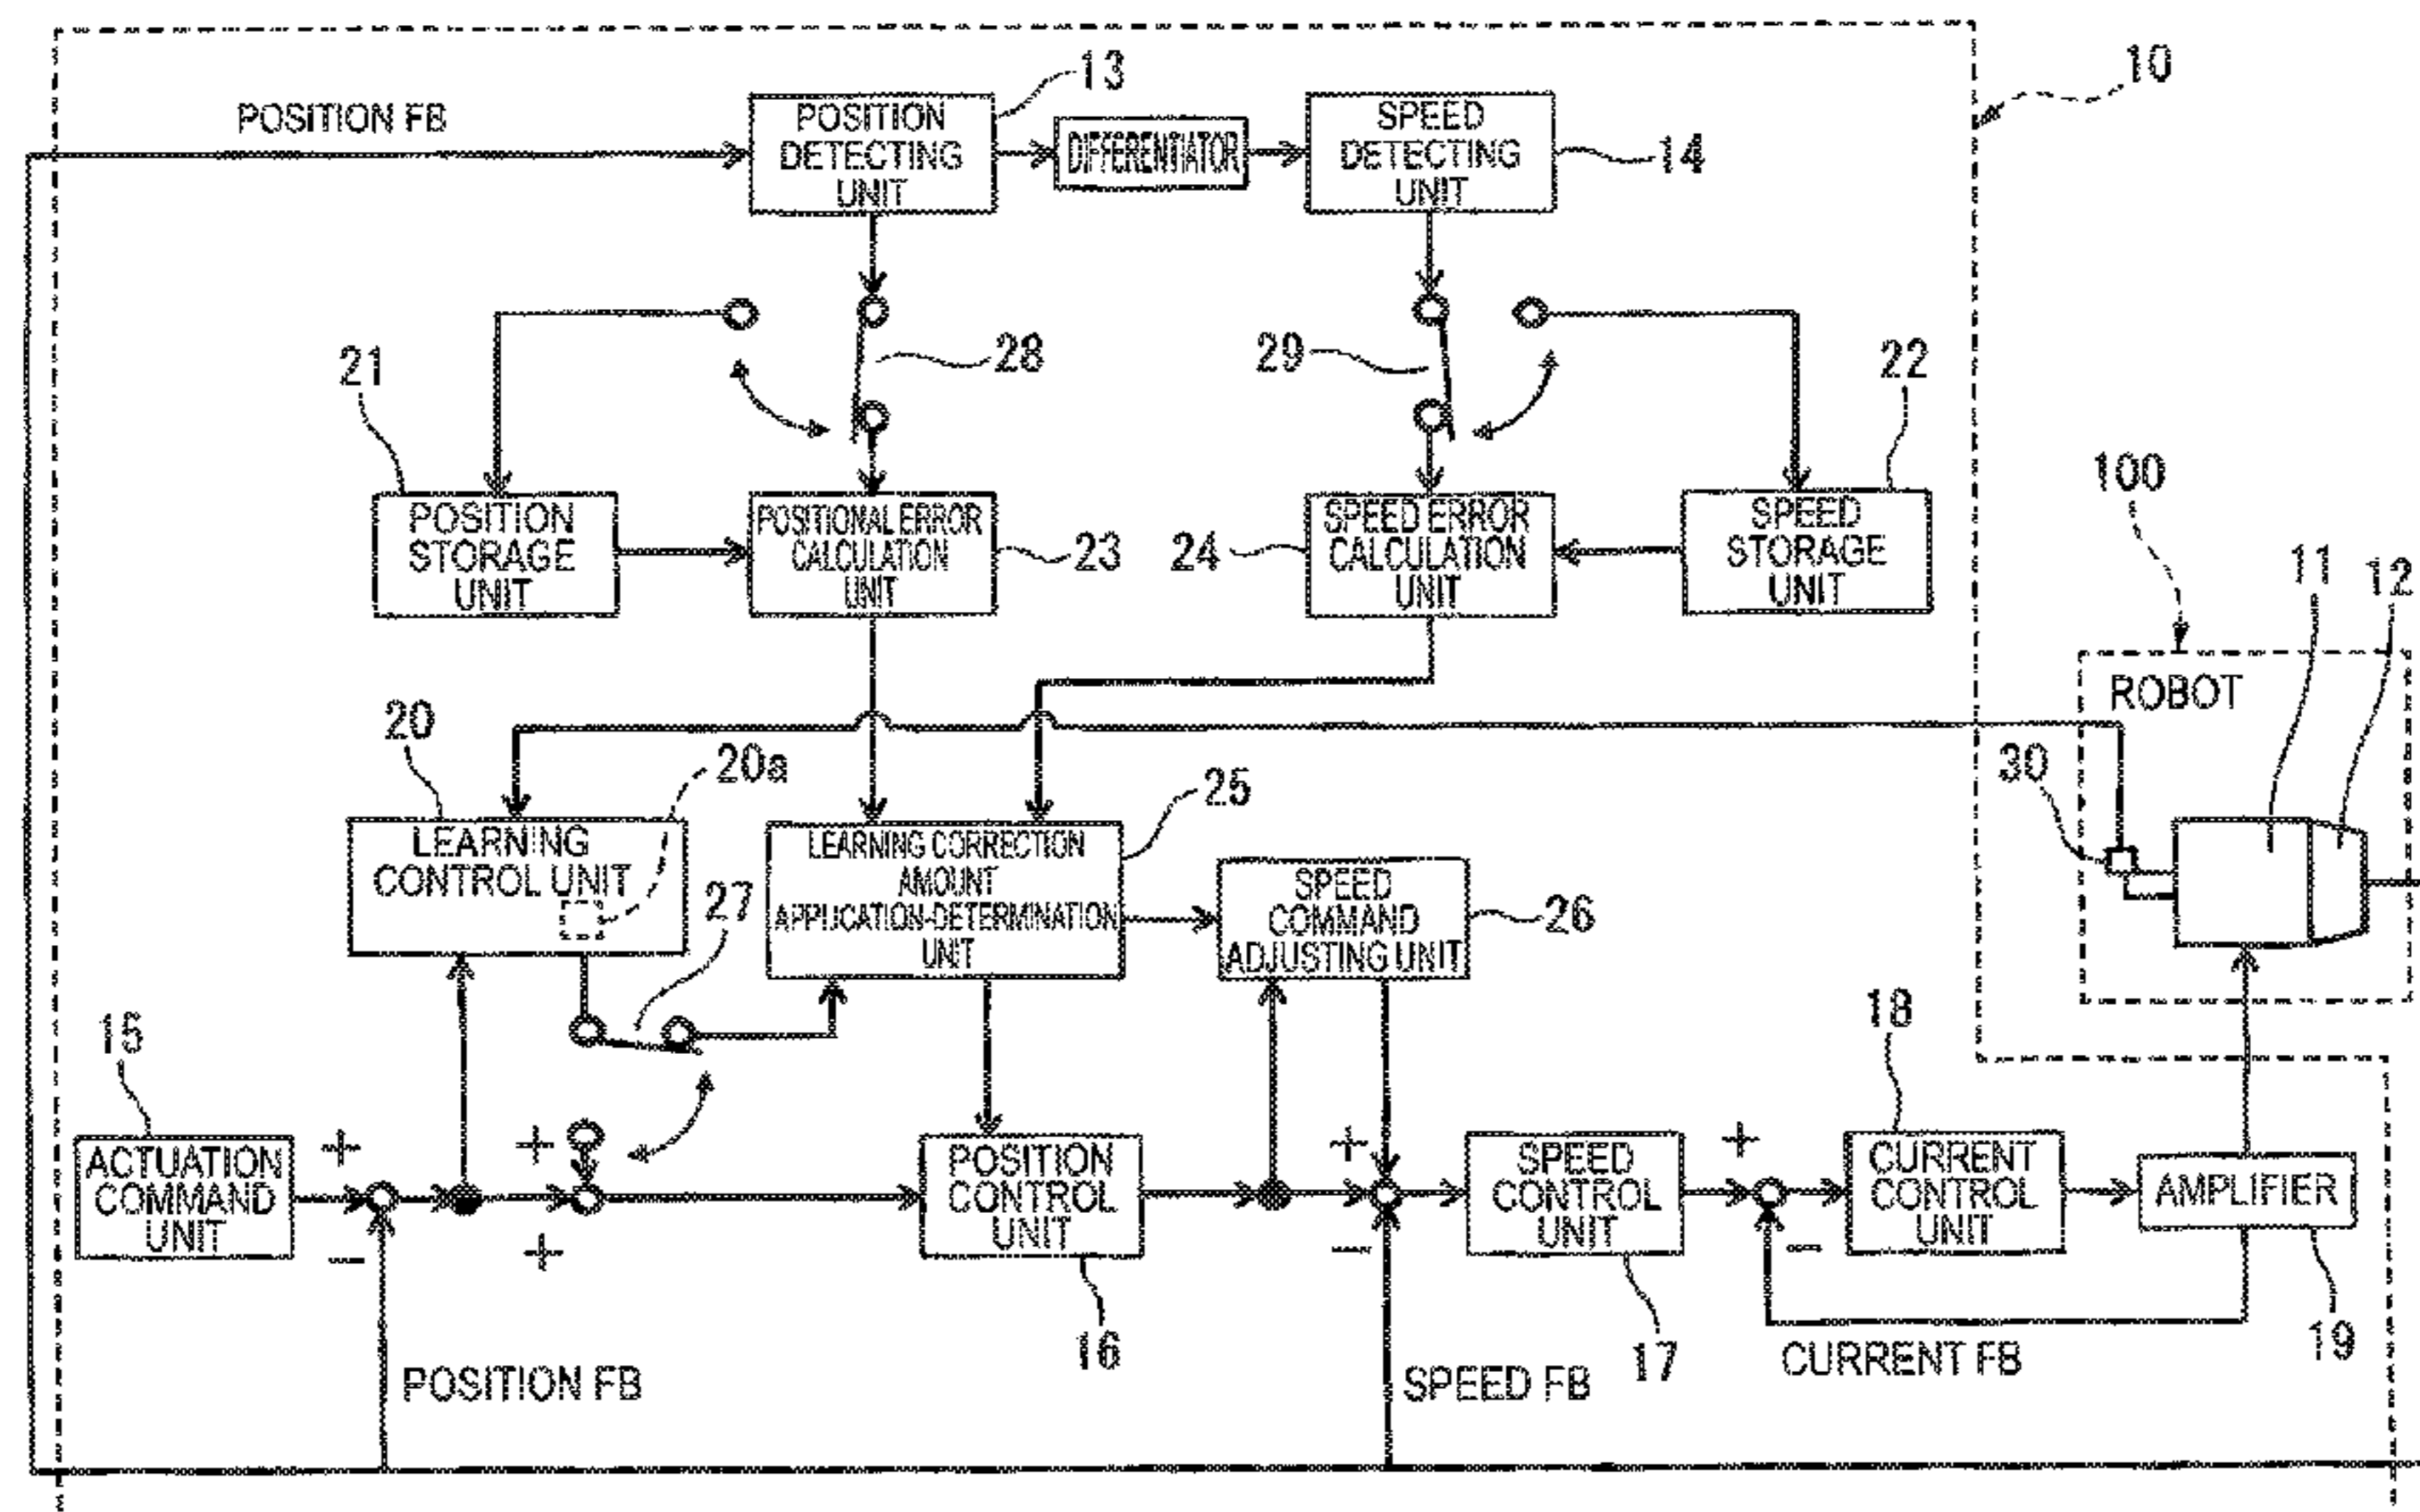 13
10
POSITION FB
POSITION
DETECTING
UNIT
DIFFERENTIATOR
SPEED
DETECTING
UNIT
14
21
28
29
22
100
POSITION
STORAGE
UNIT
POSITIONAL ERROR
CALCULATION
UNIT
23
24
SPEED ERROR
CALCULATION
UNIT
SPEED
STORAGE
UNIT
11
12
ROBOT
20
20a
25
30
LEARNING
CONTROL UNIT
27
LEARNING CORRECTION
AMOUNT
APPLICATION-DETERMINATION
UNIT
SPEED
COMMAND
ADJUSTING UNIT
26
15
18
+
+
+
+
ACTUATION
COMMAND
UNIT
POSITION
CONTROL
UNIT
SPEED
CONTROL
UNIT
CURRENT
CONTROL
UNIT
AMPLIFIER
−
+
−
−
16
17
19
POSITION FB
SPEED FB
CURRENT FB